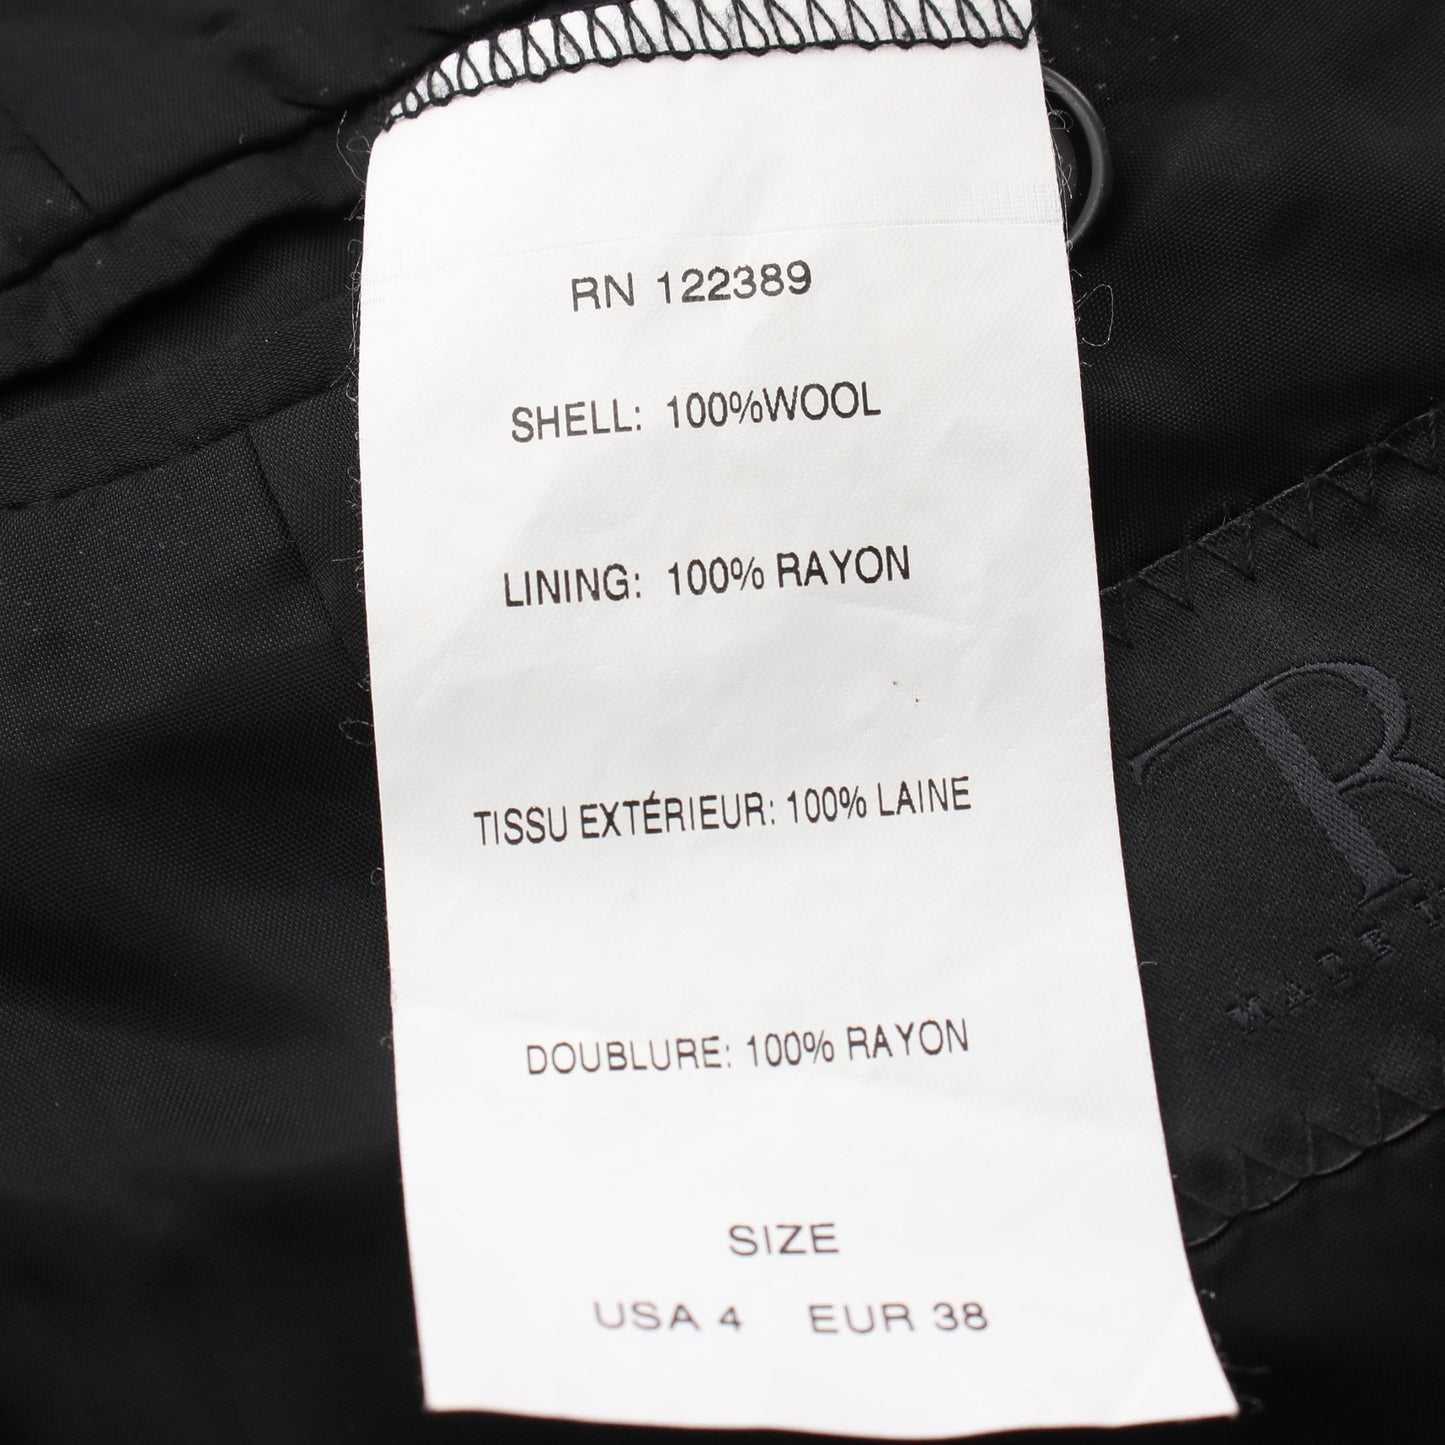 RN 122389
SHELL: 100%WOOL
LINING: 100% RAYON
TISSU EXTÉRIEUR: 100% LAINE
DOUBLURE: 100% RAYON
SIZE
USA 4 EUR 38
R
MADE I